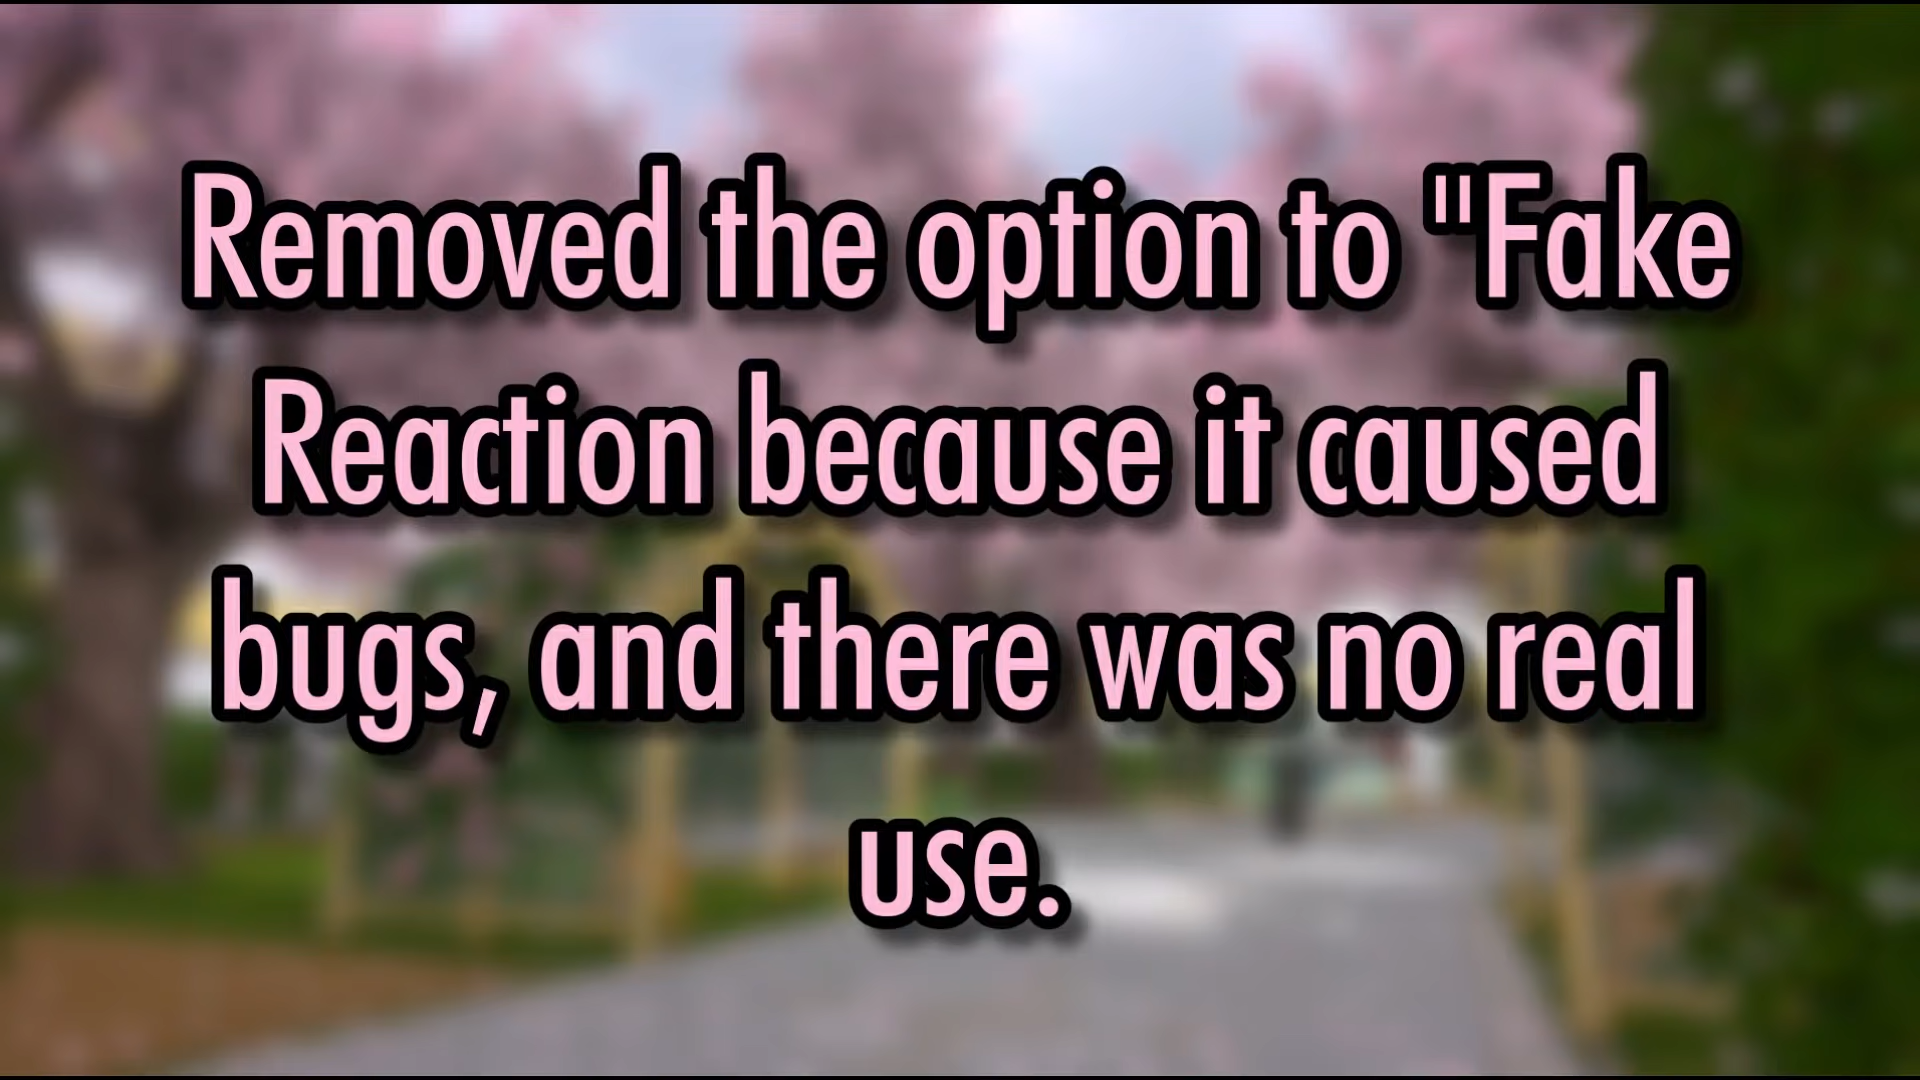 Removed the option to "Fake
Reaction because it caused
bugs, and there was no real
use.